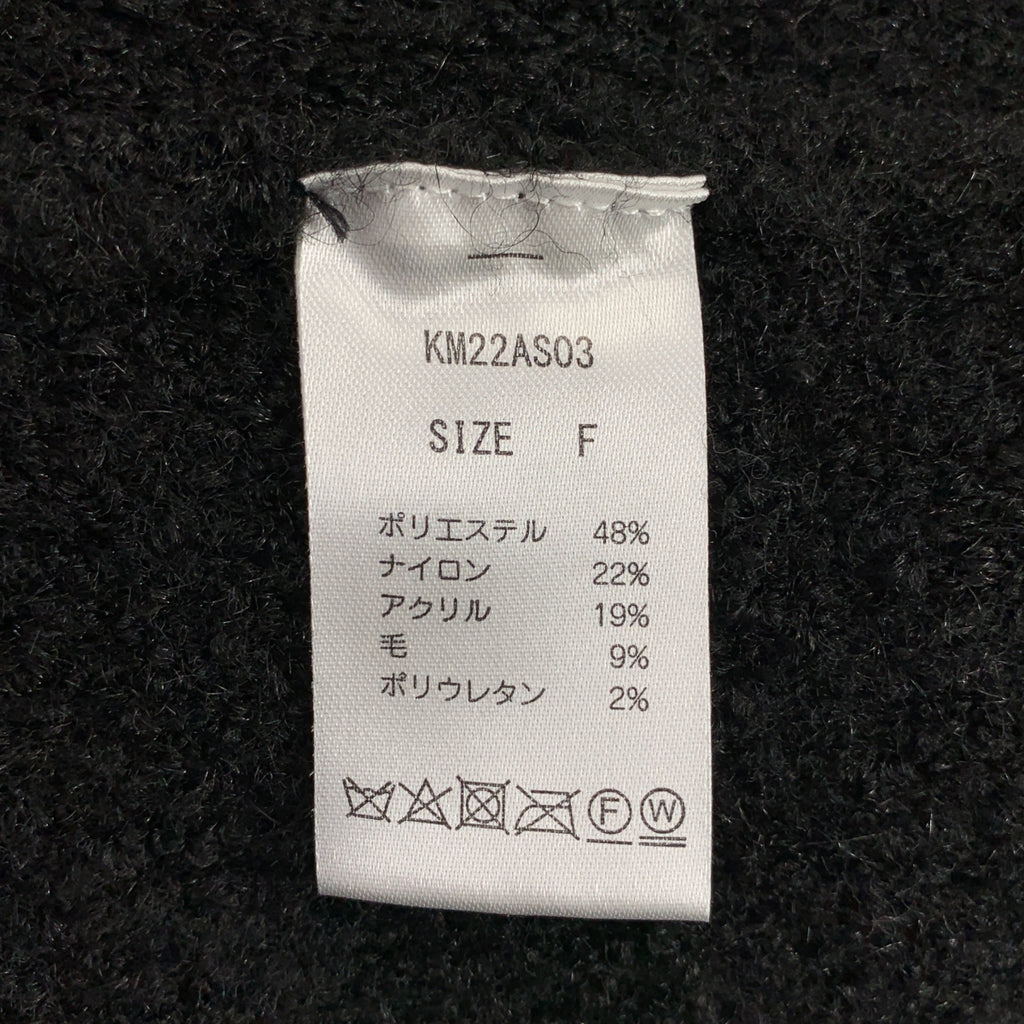 KM22AS03
SIZE F
ポリエステル 48%
ナイロン 22%
アクリル 19%
毛 9%
ポリウレタン 2%
F W